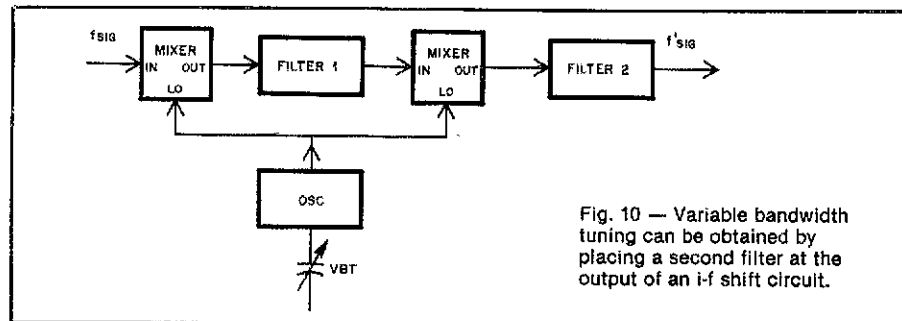 fSIG
MIXER
IN OUT
LO
FILTER 1
MIXER
IN OUT
LO
FILTER 2
f'SIG
OSC
VBT
Fig. 10 — Variable bandwidth
tuning can be obtained by
placing a second filter at the
output of an i-f shift circuit.